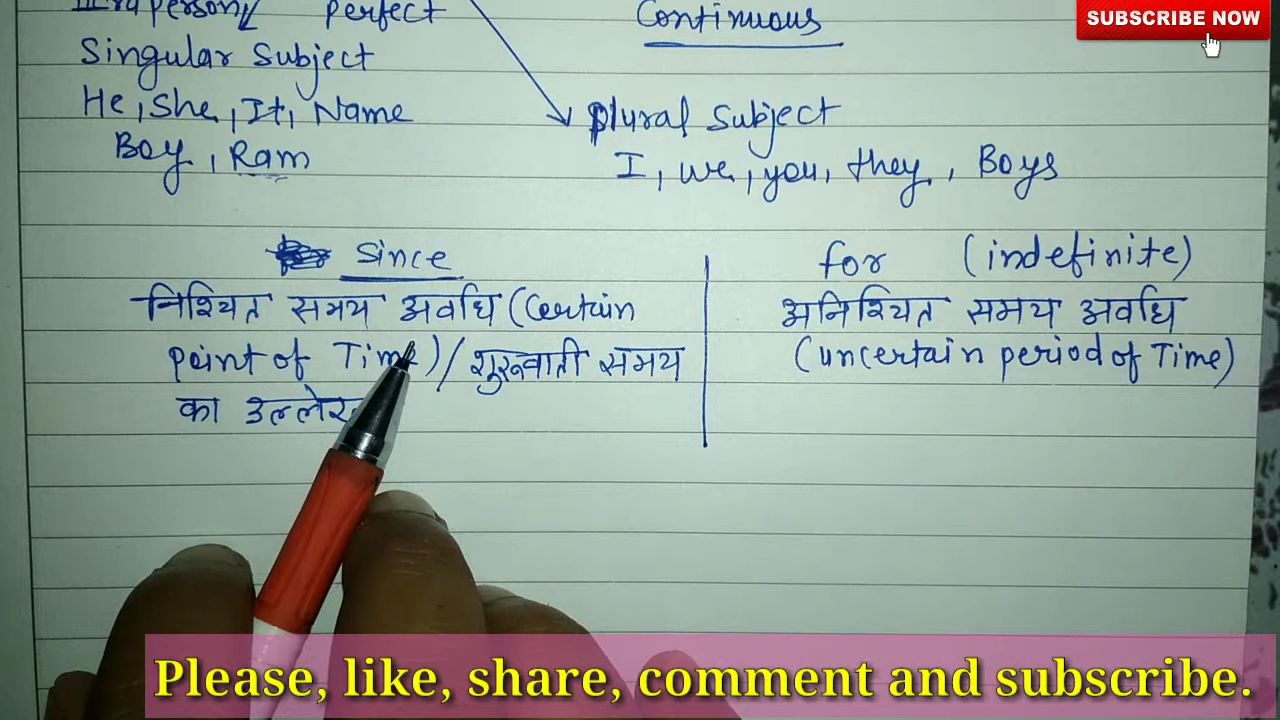 IIIrd person perfect
Continuous
SUBSCRIBE NOW
Singular Subject
He, She, It, Name
Boy, Ram
plural Subject
I, we, you, they, Boys
Since
निश्चित समय अवधि (Certain
point of Time) / शुरुवाती समय
का
for (indefinite)
अनिश्चित समय अवधि
(uncertain period of Time)
Please, like, share, comment and subscribe.